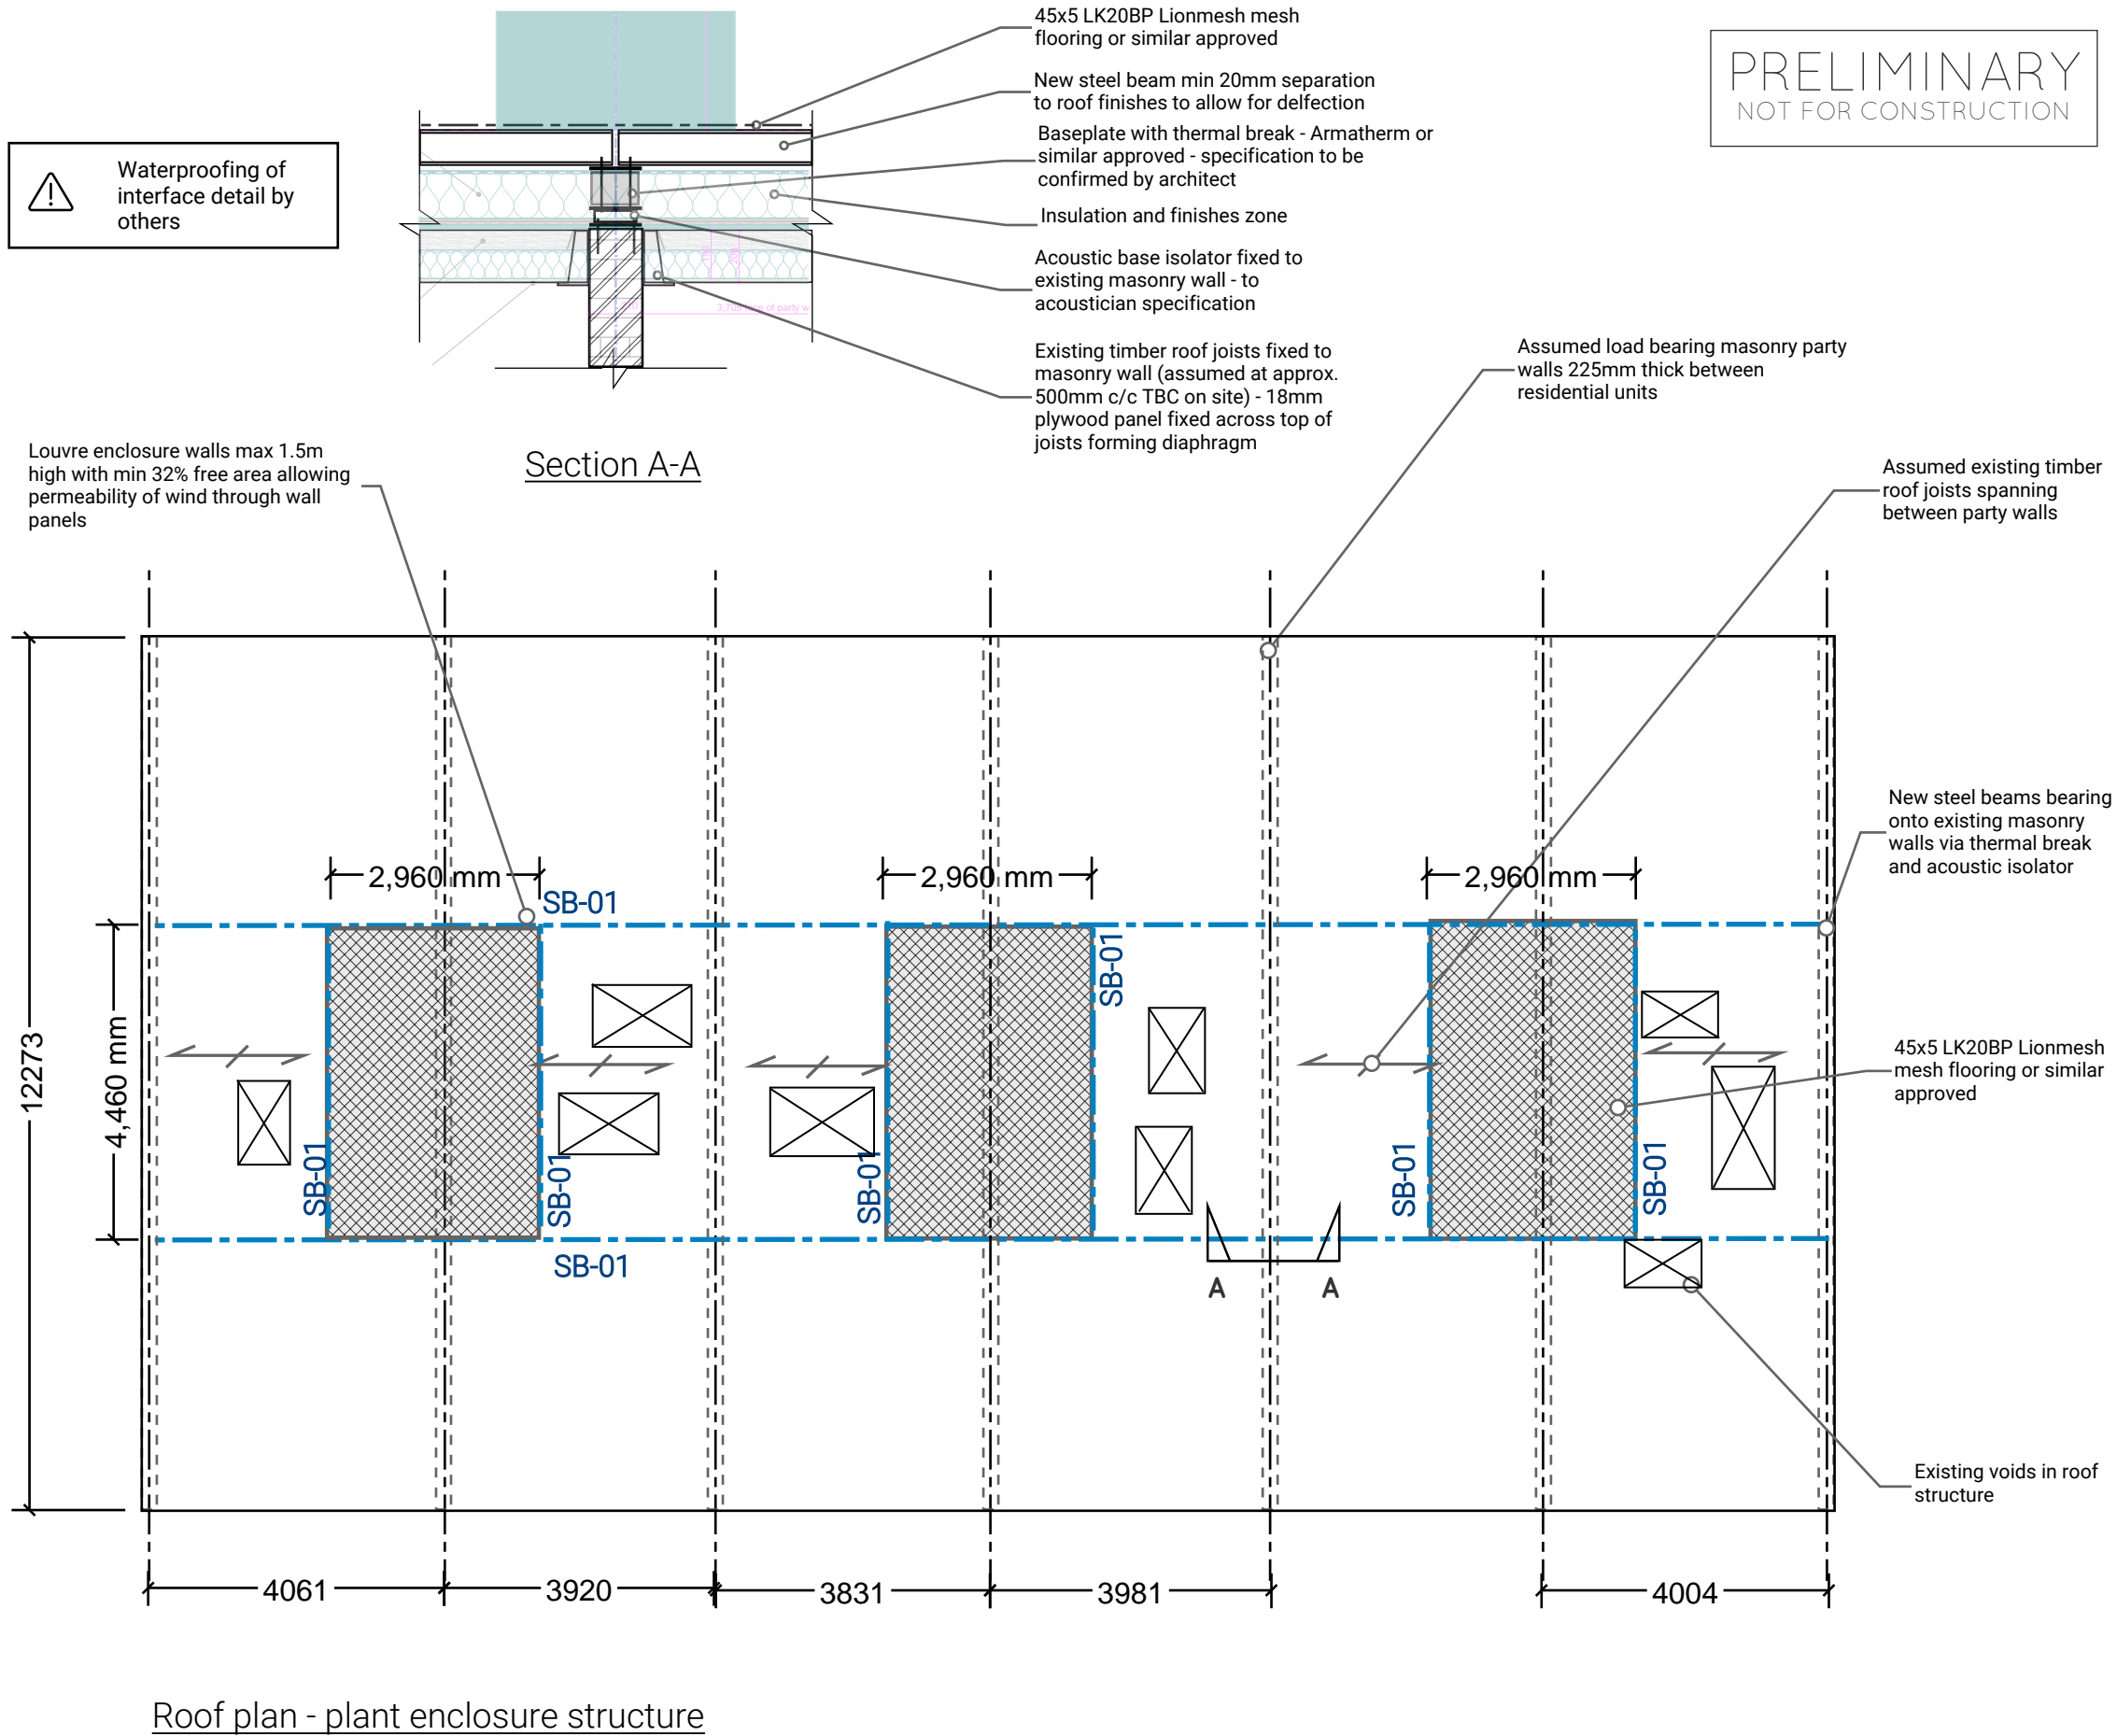 45x5 LK20BP Lionmesh mesh
flooring or similar approved
New steel beam min 20mm separation
to roof finishes to allow for delfection
Baseplate with thermal break - Armatherm or
similar approved - specification to be
confirmed by architect
Insulation and finishes zone
Acoustic base isolator fixed to
existing masonry wall - to
acoustician specification
Existing timber roof joists fixed to
masonry wall (assumed at approx.
500mm c/c TBC on site) - 18mm
plywood panel fixed across top of
joists forming diaphragm
PRELIMINARY
NOT FOR CONSTRUCTION
Waterproofing of
interface detail by
others
Section A-A
Louvre enclosure walls max 1.5m
high with min 32% free area allowing
permeability of wind through wall
panels
Assumed load bearing masonry party
walls 225mm thick between
residential units
Assumed existing timber
roof joists spanning
between party walls
New steel beams bearing
onto existing masonry
walls via thermal break
and acoustic isolator
45x5 LK20BP Lionmesh
mesh flooring or similar
approved
Existing voids in roof
structure
2,960 mm
2,960 mm
2,960 mm
SB-01
SB-01
SB-01
SB-01
SB-01
SB-01
SB-01
SB-01
12273
4,460 mm
A
A
4061
3920
3831
3981
4004
Roof plan - plant enclosure structure